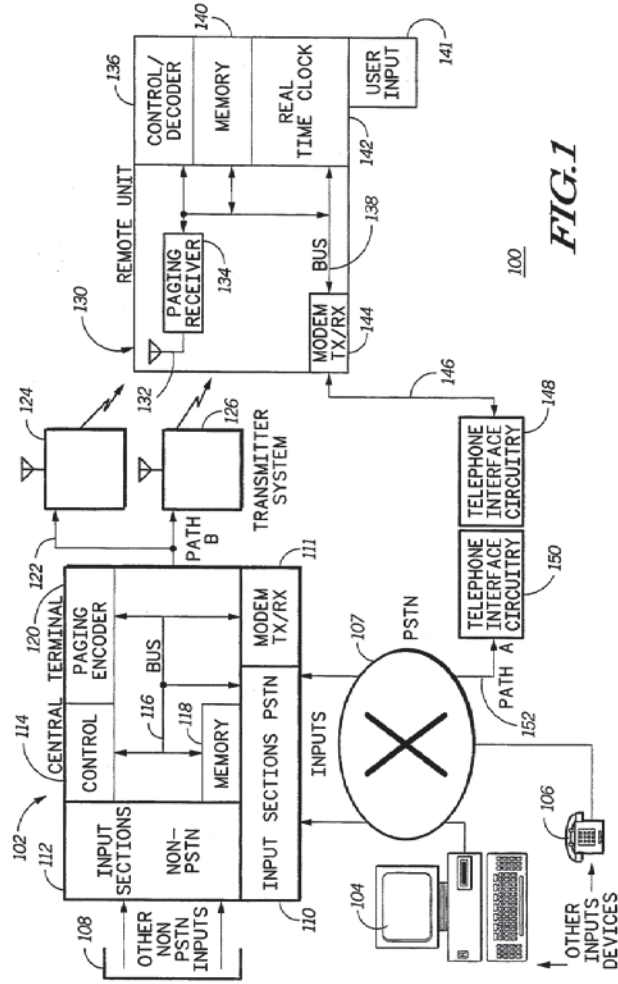 102
CENTRAL TERMINAL
112
114
120
122
124
INPUT
SECTIONS
NON-
PSTN
CONTROL
PAGING
ENCODER
116
BUS
118
MEMORY
108
OTHER
NON
PSTN
INPUTS
110
INPUT SECTIONS PSTN
MODEM
TX/RX
111
PATH
B
126
TRANSMITTER
SYSTEM
130
REMOTE UNIT
136
132
PAGING
RECEIVER
134
CONTROL/
DECODER
140
MEMORY
REAL
TIME CLOCK
BUS
138
142
MODEM
TX/RX
144
USER
INPUT
141
146
INPUTS
107
PSTN
104
106
OTHER
INPUTS
DEVICES
152
PATH A
TELEPHONE
INTERFACE
CIRCUITRY
150
TELEPHONE
INTERFACE
CIRCUITRY
148
100
FIG.1